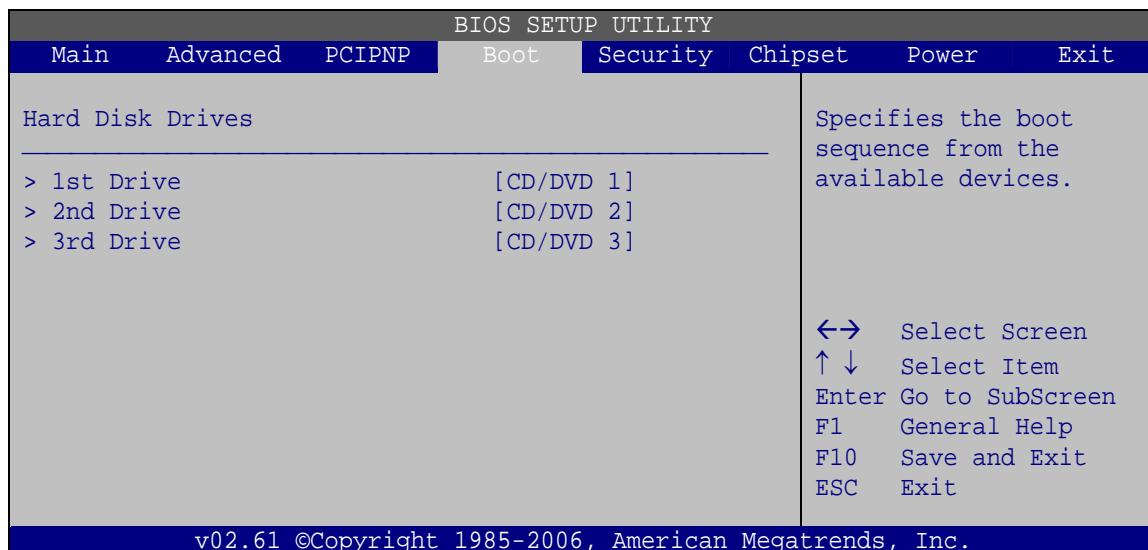 BIOS SETUP UTILITY
Main Advanced PCIPNP Boot Security Chipset Power Exit
Hard Disk Drives
> 1st Drive [CD/DVD 1]
> 2nd Drive [CD/DVD 2]
> 3rd Drive [CD/DVD 3]
Specifies the boot
sequence from the
available devices.
←→ Select Screen
↑ ↓ Select Item
Enter Go to SubScreen
F1 General Help
F10 Save and Exit
ESC Exit
v02.61 ©Copyright 1985-2006, American Megatrends, Inc.